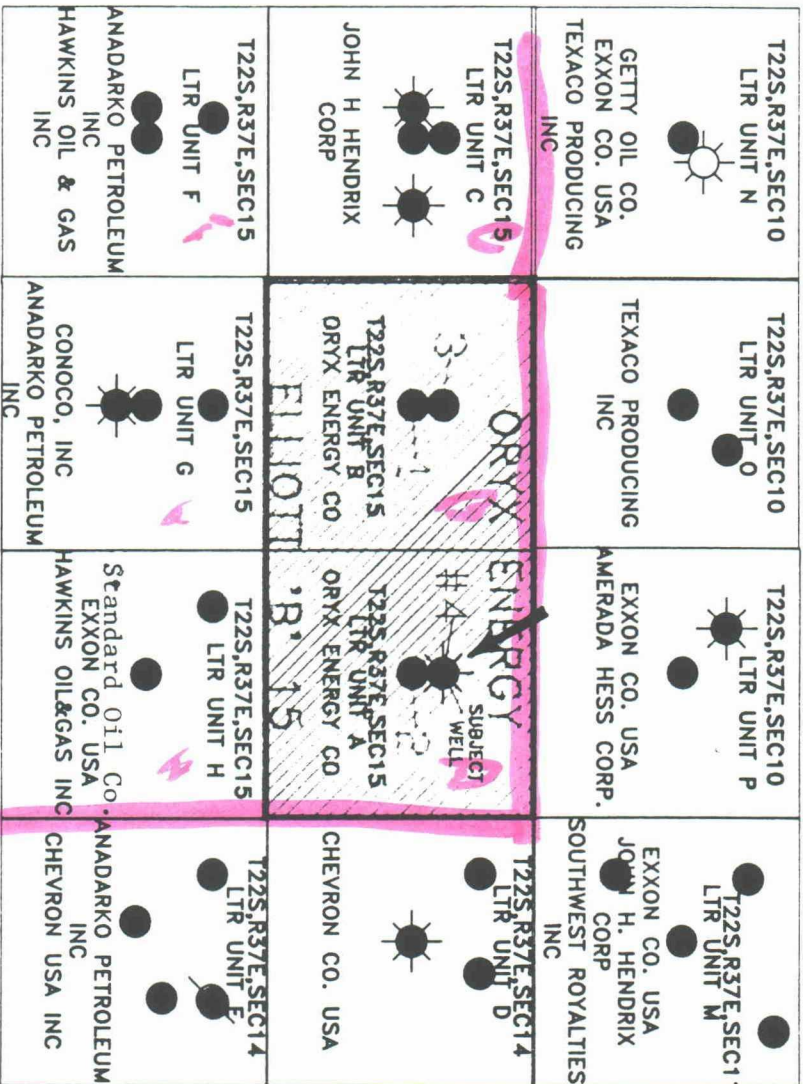 T22S,R37E,SEC10
LTR UNIT N
GETTY OIL CO.
EXXON CO. USA
TEXACO PRODUCING
INC
T22S,R37E,SEC10
LTR UNIT O
TEXACO PRODUCING
INC
T22S,R37E,SEC10
LTR UNIT P
EXXON CO. USA
AMERADA HESS CORP.
T22S,R37E,SEC1
LTR UNIT M
EXXON CO. USA
JOHN H. HENDRIX
CORP
SOUTHWEST ROYALTIES
INC
T22S,R37E,SEC15
LTR UNIT C
JOHN H HENDRIX
CORP
ORYX ENERGY
3
1
T22S,R37E,SEC15
LTR UNIT B
ORYX ENERGY CO
#4
SUBJECT
WELL
2
T22S,R37E,SEC15
LTR UNIT A
ORYX ENERGY CO
ELLIOTT 'B' 15
T22S,R37E,SEC14
LTR UNIT D
CHEVRON CO. USA
T22S,R37E,SEC15
LTR UNIT F
ANADARKO PETROLEUM
INC
HAWKINS OIL & GAS
INC
T22S,R37E,SEC15
LTR UNIT G
CONOCO, INC
ANADARKO PETROLEUM
INC
T22S,R37E,SEC15
LTR UNIT H
Standard Oil Co.
EXXON CO. USA
HAWKINS OIL&GAS INC
T22S,R37E,SEC14
LTR UNIT E
ANADARKO PETROLEUM
INC
CHEVRON USA INC